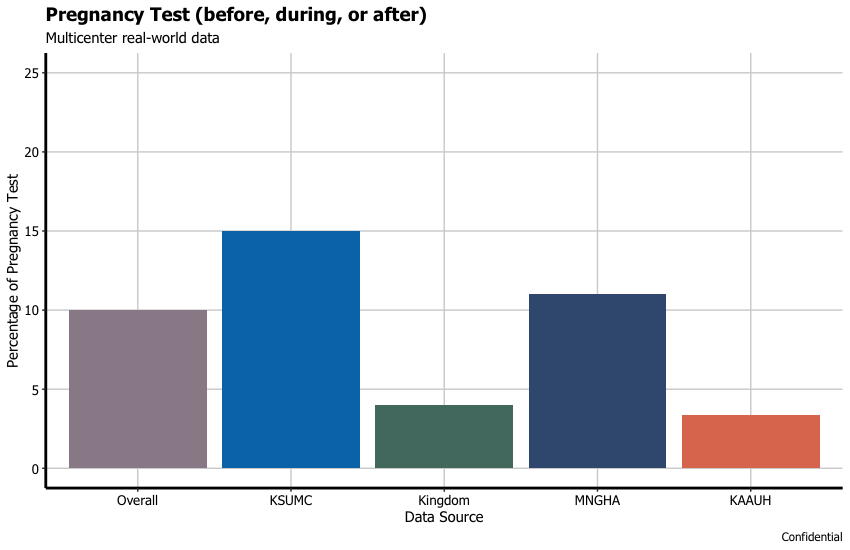 Pregnancy Test (before, during, or after)
Multicenter real-world data
Percentage of Pregnancy Test
25
20
15
10
5
0
Overall KSUMC Kingdom MNGHA KAAUH
Data Source
Confidential